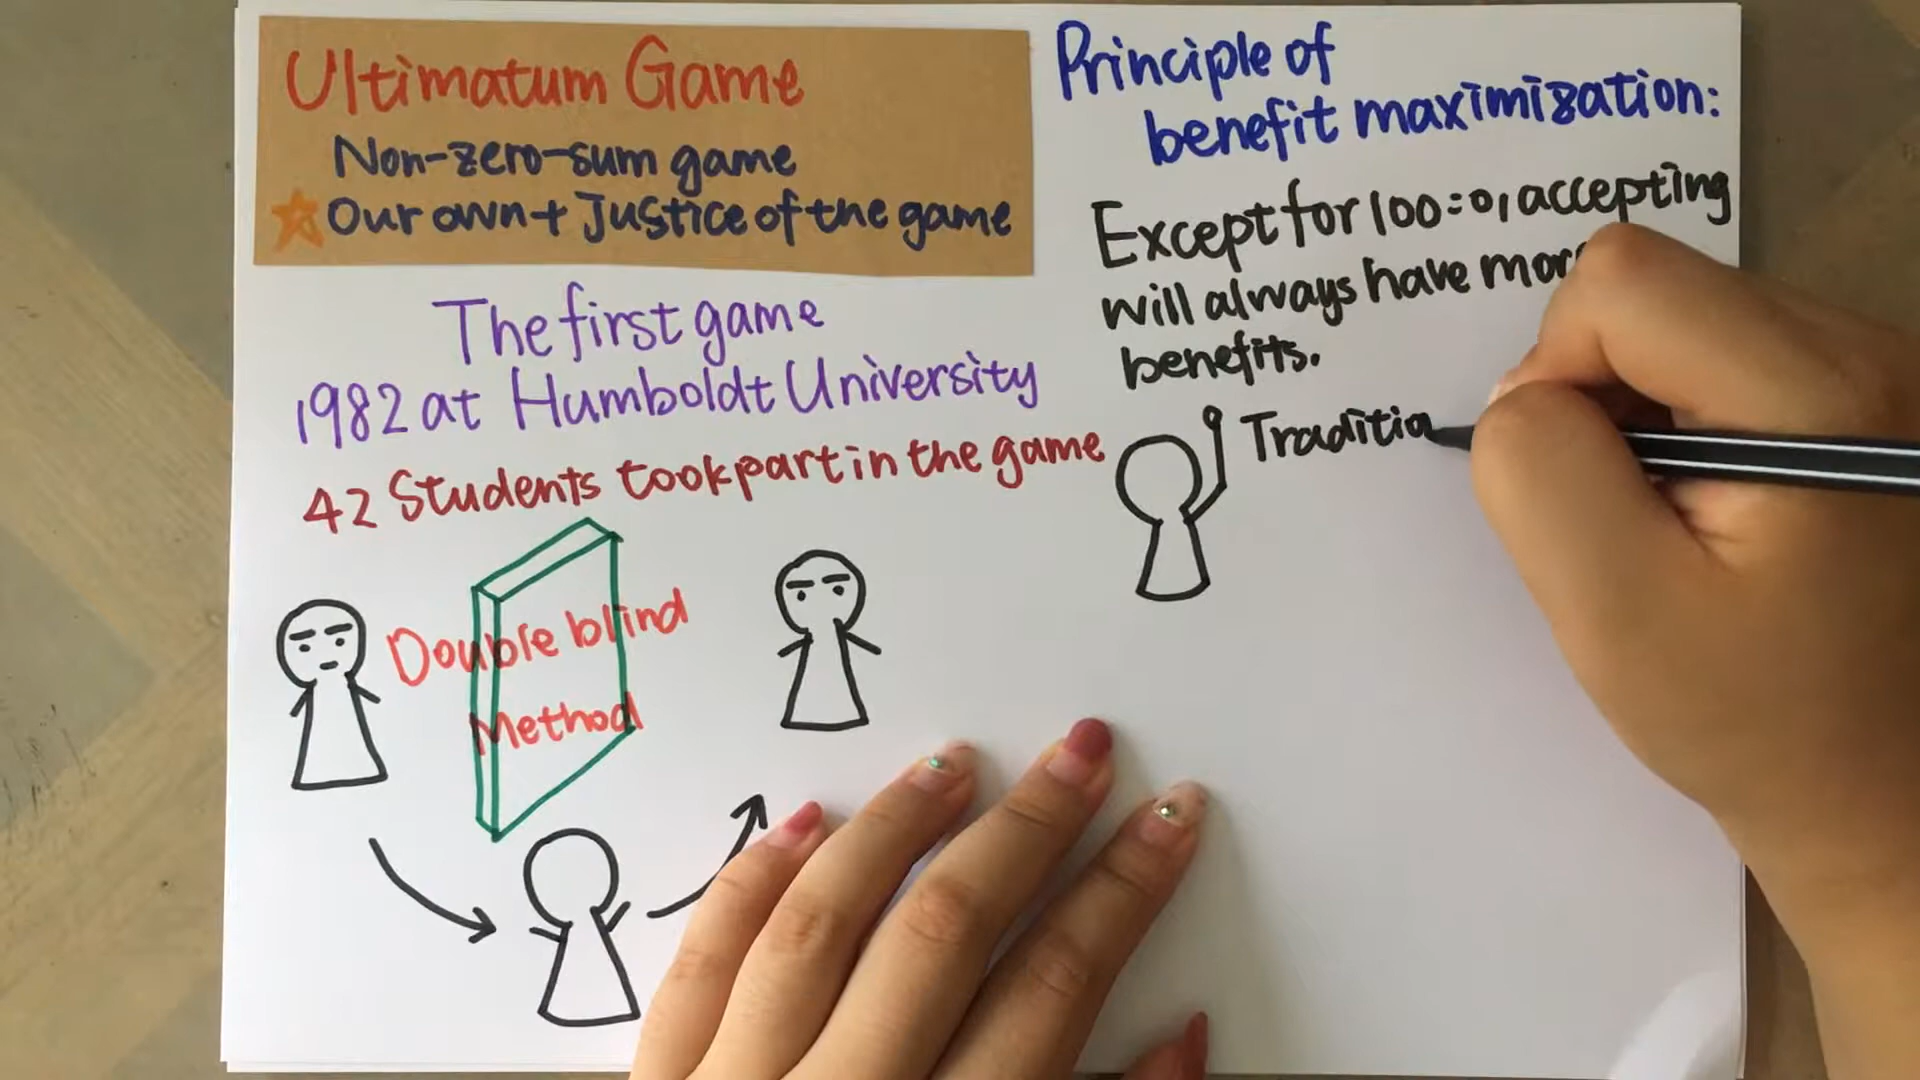 Ultimatum Game
Non-zero-sum game
Our own + Justice of the game
The first game
1982 at Humboldt University
42 Students took part in the game
Double blind
Method
Principle of
benefit maximization:
Except for 100:0, accepting
will always have more
benefits.
Traditio